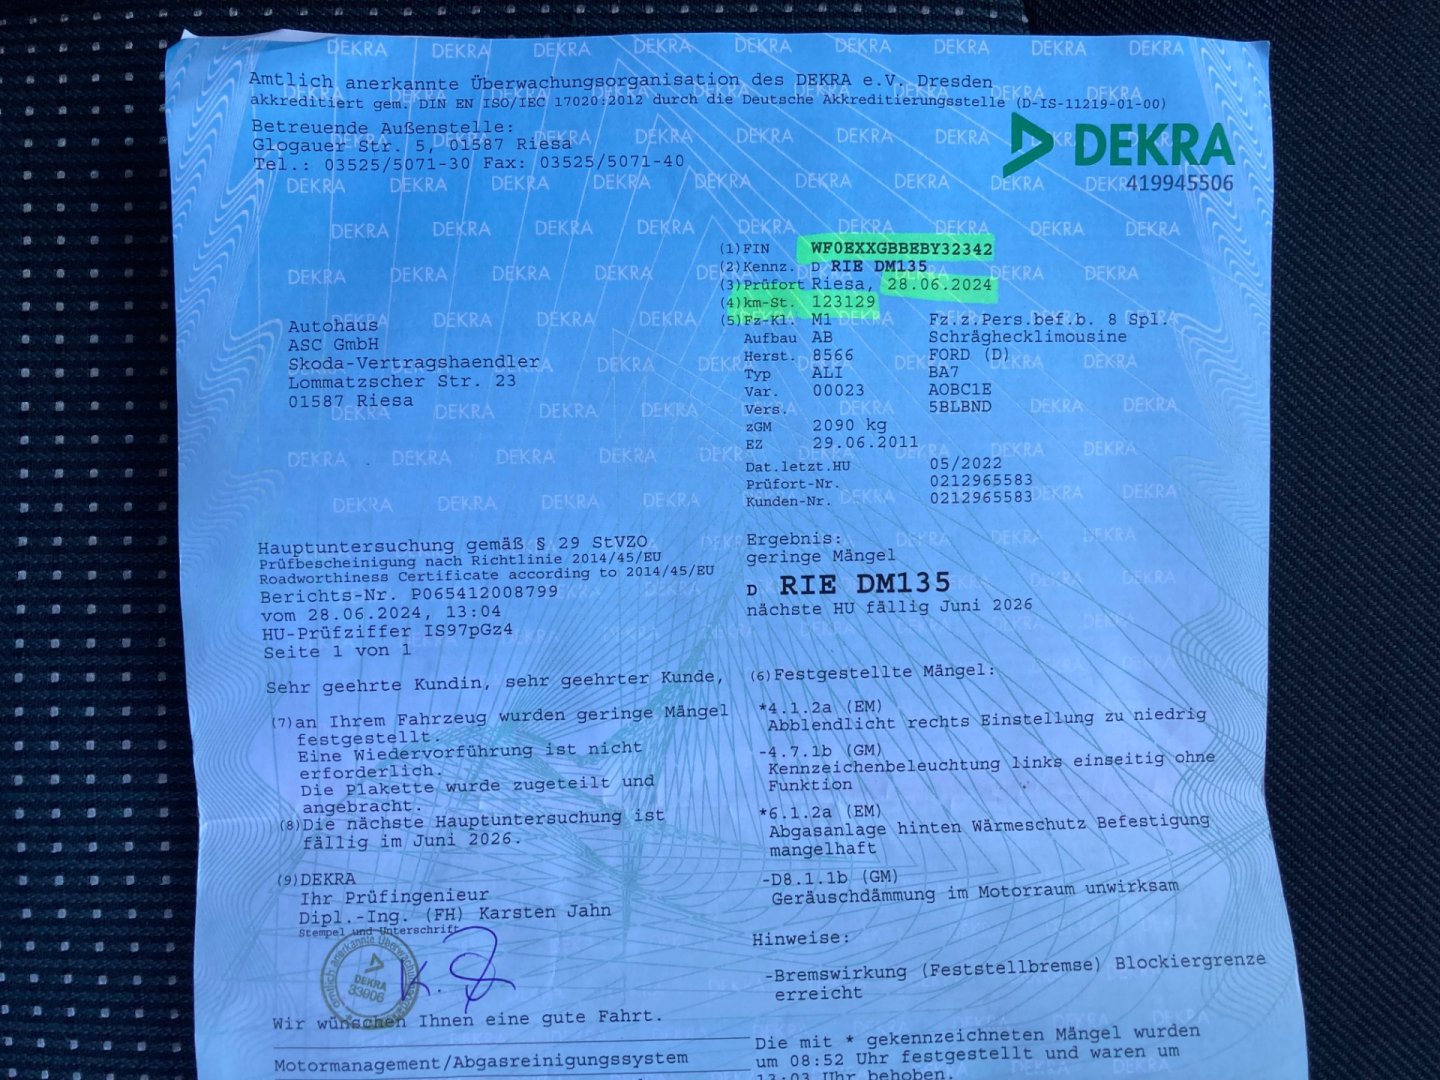 Amtlich anerkannte Überwachungsorganisation des DEKRA e.V. Dresden
akkreditiert gem. DIN EN ISO/IEC 17020:2012 durch die Deutsche Akkreditierungsstelle (D-IS-11219-01-00)
Betreuende Außenstelle:
Glogauer Str. 5, 01587 Riesa
Tel.: 03525/5071-30 Fax: 03525/5071-40
DEKRA
419945506
(1) FIN WF0EXXGBBEBY32342
(2) Kennz. D RIE DM135
(3) Prüfort Riesa, 28.06.2024
(4) km-St. 123129
(5) Fz-Kl. M1 Fz.z.Pers.bef.b. 8 Spl.
Aufbau AB Schräghecklimousine
Herst. 8566 FORD (D)
Typ ALI BA7
Var. 00023 AOBC1E
Vers. 5BLBND
zGM 2090 kg
EZ 29.06.2011
Dat.letzt.HU 05/2022
Prüfort-Nr. 0212965583
Kunden-Nr. 0212965583
Autohaus
ASC GmbH
Skoda-Vertragshaendler
Lommatzscher Str. 23
01587 Riesa
Hauptuntersuchung gemäß § 29 StVZO
Prüfbescheinigung nach Richtlinie 2014/45/EU
Roadworthiness Certificate according to 2014/45/EU
Berichts-Nr. P065412008799
vom 28.06.2024, 13:04
HU-Prüfziffer IS97pGz4
Seite 1 von 1
Ergebnis:
geringe Mängel
D RIE DM135
nächste HU fällig Juni 2026
Sehr geehrte Kundin, sehr geehrter Kunde,
(7) an Ihrem Fahrzeug wurden geringe Mängel
festgestellt.
Eine Wiedervorführung ist nicht
erforderlich.
Die Plakette wurde zugeteilt und
angebracht.
(8) Die nächste Hauptuntersuchung ist
fällig im Juni 2026.
(9) DEKRA
Ihr Prüfingenieur
Dipl.-Ing. (FH) Karsten Jahn
Stempel und Unterschrift
DEKRA
33906
Wir wünschen Ihnen eine gute Fahrt.
Motormanagement/Abgasreinigungssystem
(6) Festgestellte Mängel:
*4.1.2a (EM)
Abblendlicht rechts Einstellung zu niedrig
-4.7.1b (GM)
Kennzeichenbeleuchtung links einseitig ohne
Funktion
*6.1.2a (EM)
Abgasanlage hinten Wärmeschutz Befestigung
mangelhaft
-D8.1.1b (GM)
Geräuschdämmung im Motorraum unwirksam
Hinweise:
-Bremswirkung (Feststellbremse) Blockiergrenze
erreicht
Die mit * gekennzeichneten Mängel wurden
um 08:52 Uhr festgestellt und waren um
13:03 Uhr behoben.